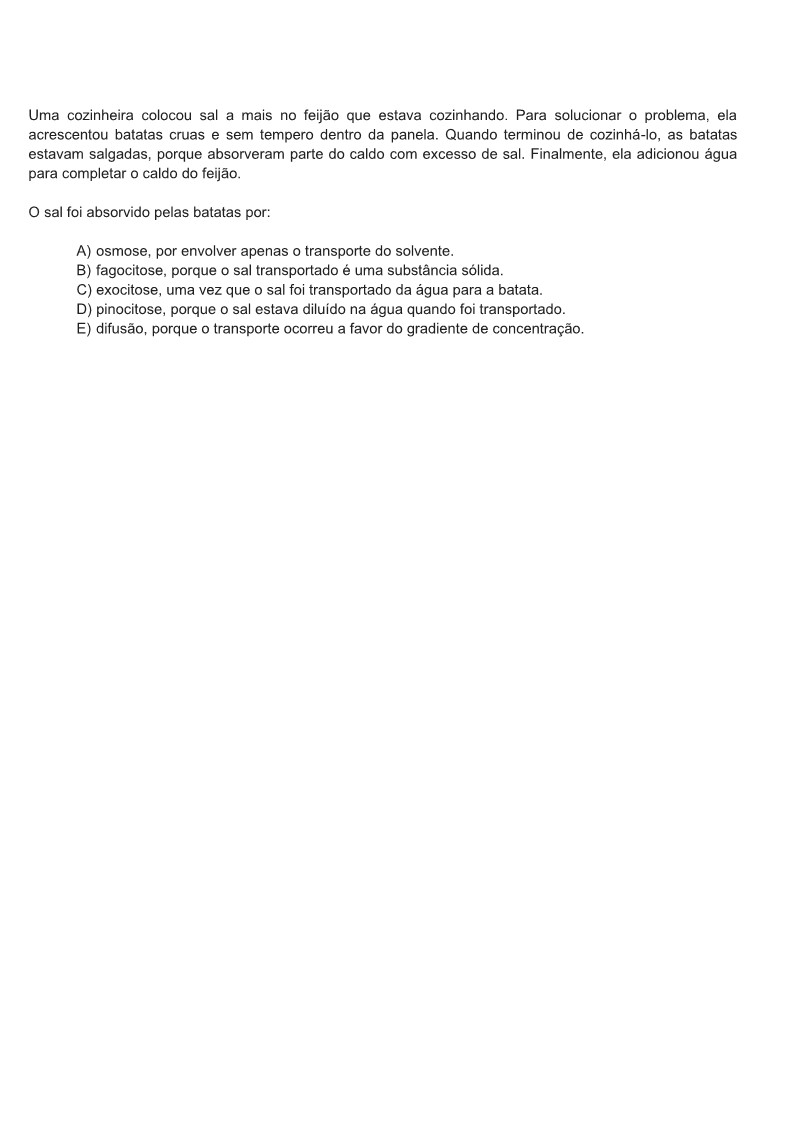 Uma cozinheira colocou sal a mais no feijão que estava cozinhando. Para solucionar o problema, ela
acrescentou batatas cruas e sem tempero dentro da panela. Quando terminou de cozinhá-lo, as batatas
estavam salgadas, porque absorveram parte do caldo com excesso de sal. Finalmente, ela adicionou água
para completar o caldo do feijão.
O sal foi absorvido pelas batatas por:
A) osmose, por envolver apenas o transporte do solvente.
B) fagocitose, porque o sal transportado é uma substância sólida.
C) exocitose, uma vez que o sal foi transportado da água para a batata.
D) pinocitose, porque o sal estava diluído na água quando foi transportado.
E) difusão, porque o transporte ocorreu a favor do gradiente de concentração.